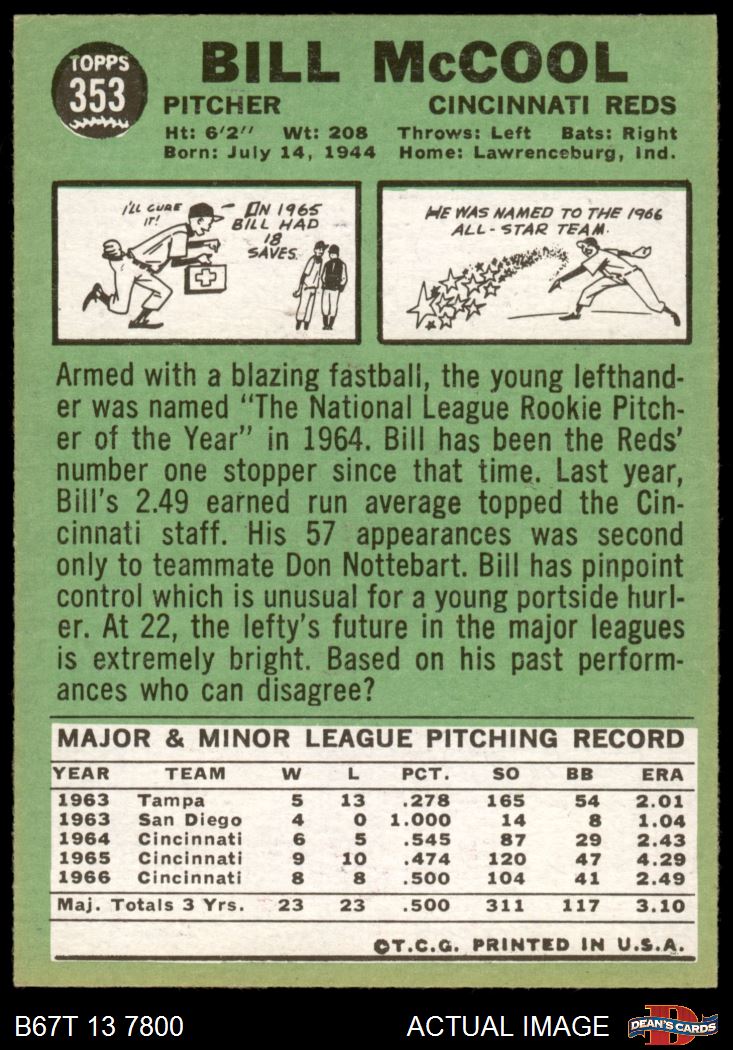 TOPPS
353
BILL McCOOL
PITCHER CINCINNATI REDS
Ht: 6'2" Wt: 208 Throws: Left Bats: Right
Born: July 14, 1944 Home: Lawrenceburg, Ind.
I'LL CURE
IT!
IN 1965
BILL HAD
18
SAVES.
HE WAS NAMED TO THE 1966
ALL-STAR TEAM.
Armed with a blazing fastball, the young lefthand-
er was named "The National League Rookie Pitch-
er of the Year" in 1964. Bill has been the Reds'
number one stopper since that time. Last year,
Bill's 2.49 earned run average topped the Cin-
cinnati staff. His 57 appearances was second
only to teammate Don Nottebart. Bill has pinpoint
control which is unusual for a young portside hurl-
er. At 22, the lefty's future in the major leagues
is extremely bright. Based on his past perform-
ances who can disagree?
MAJOR & MINOR LEAGUE PITCHING RECORD
YEAR TEAM W L PCT. SO BB ERA
1963 Tampa 5 13 .278 165 54 2.01
1963 San Diego 4 0 1.000 14 8 1.04
1964 Cincinnati 6 5 .545 87 29 2.43
1965 Cincinnati 9 10 .474 120 47 4.29
1966 Cincinnati 8 8 .500 104 41 2.49
Maj. Totals 3 Yrs. 23 23 .500 311 117 3.10
©T.C.G. PRINTED IN U.S.A.
B67T 13 7800 ACTUAL IMAGE
D
DEAN'S CARDS